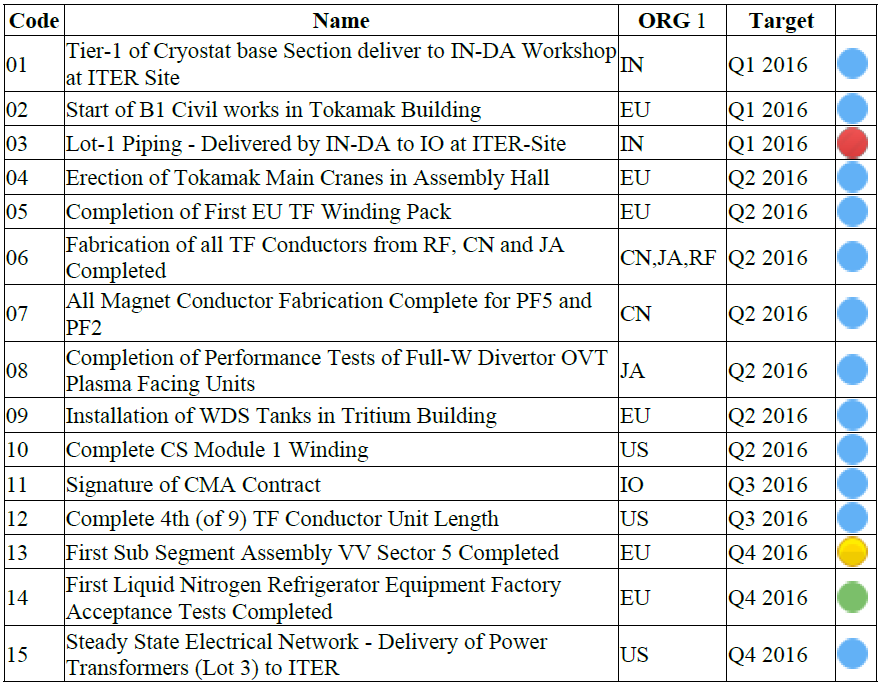 Code Name ORG 1 Target
01 Tier-1 of Cryostat base Section deliver to IN-DA Workshop at ITER Site IN Q1 2016
02 Start of B1 Civil works in Tokamak Building EU Q1 2016
03 Lot-1 Piping - Delivered by IN-DA to IO at ITER-Site IN Q1 2016
04 Erection of Tokamak Main Cranes in Assembly Hall EU Q2 2016
05 Completion of First EU TF Winding Pack EU Q2 2016
06 Fabrication of all TF Conductors from RF, CN and JA Completed CN,JA,RF Q2 2016
07 All Magnet Conductor Fabrication Complete for PF5 and PF2 CN Q2 2016
08 Completion of Performance Tests of Full-W Divertor OVT Plasma Facing Units JA Q2 2016
09 Installation of WDS Tanks in Tritium Building EU Q2 2016
10 Complete CS Module 1 Winding US Q2 2016
11 Signature of CMA Contract IO Q3 2016
12 Complete 4th (of 9) TF Conductor Unit Length US Q3 2016
13 First Sub Segment Assembly VV Sector 5 Completed EU Q4 2016
14 First Liquid Nitrogen Refrigerator Equipment Factory Acceptance Tests Completed EU Q4 2016
15 Steady State Electrical Network - Delivery of Power Transformers (Lot 3) to ITER US Q4 2016